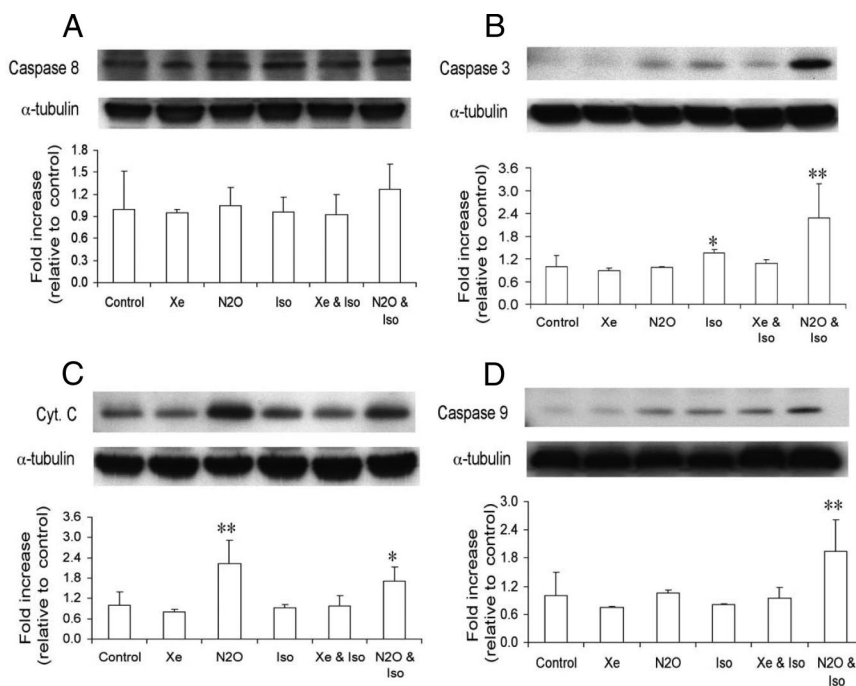 A
Caspase 8
α-tubulin
Fold increase
(relative to control)
1.8
1.5
1.2
0.9
0.6
0.3
0.0
Control Xe N2O Iso Xe & Iso N2O &
Iso
B
Caspase 3
α-tubulin
Fold increase
(relative to control)
3.6
3.0
2.4
1.8
1.2
0.6
0.0
*
**
Control Xe N2O Iso Xe & N2O &
Iso Iso
C
Cyt. C
α-tubulin
Fold increase
(relative to control)
3.6
3.0
2.4
1.8
1.2
0.6
0.0
**
*
Control Xe N2O Iso Xe & Iso N2O &
Iso
D
Caspase 9
α-tubulin
Fold increase
(relative to control)
3.0
2.4
1.8
1.2
0.6
0.0
**
Control Xe N2O Iso Xe & Iso N2O &
Iso